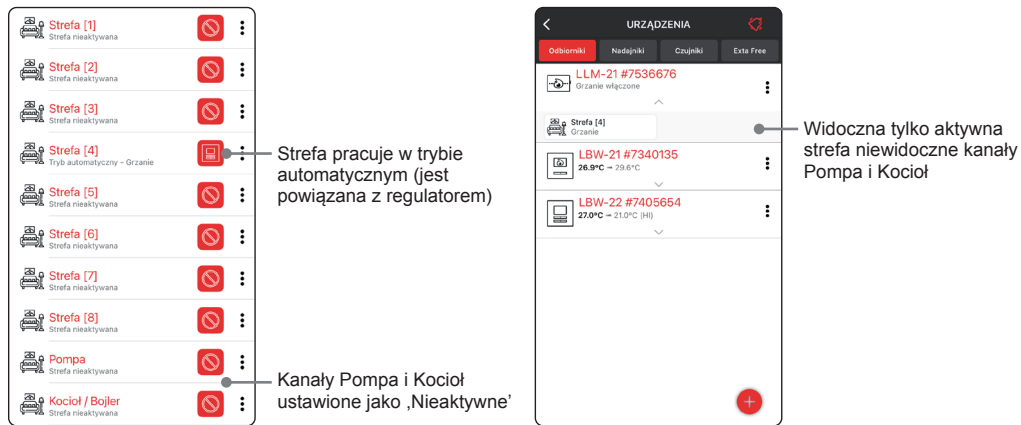 Strefa [1]
Strefa nieaktywana
Strefa [2]
Strefa nieaktywana
Strefa [3]
Strefa nieaktywana
Strefa [4]
Tryb automatyczny - Grzanie
Strefa [5]
Strefa nieaktywana
Strefa [6]
Strefa nieaktywana
Strefa [7]
Strefa nieaktywana
Strefa [8]
Strefa nieaktywana
Pompa
Strefa nieaktywana
Kocioł / Bojler
Strefa nieaktywana
Strefa pracuje w trybie
automatycznym (jest
powiązana z regulatorem)
Kanały Pompa i Kocioł
ustawione jako ‚Nieaktywne’
URZĄDZENIA
Odbiorniki Nadajniki Czujniki Exta Free
LLM-21 #7536676
Grzanie włączone
Strefa [4]
Grzanie
LBW-21 #7340135
26.9°C → 29.6°C
LBW-22 #7405654
27.0°C → 21.0°C (HI)
Widoczna tylko aktywna
strefa niewidoczne kanały
Pompa i Kocioł